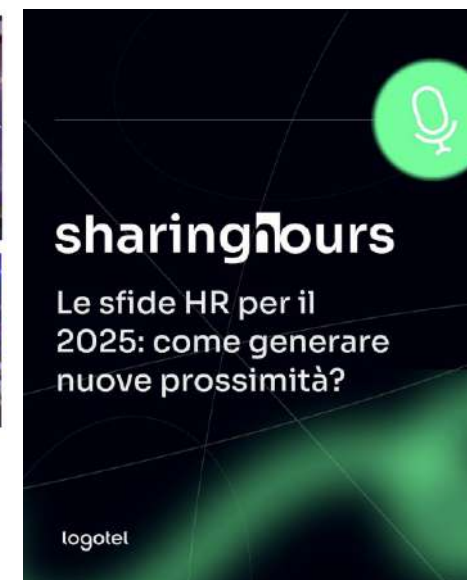 sharinghours
Le sfide HR per il
2025: come generare
nuove prossimità?
logotel